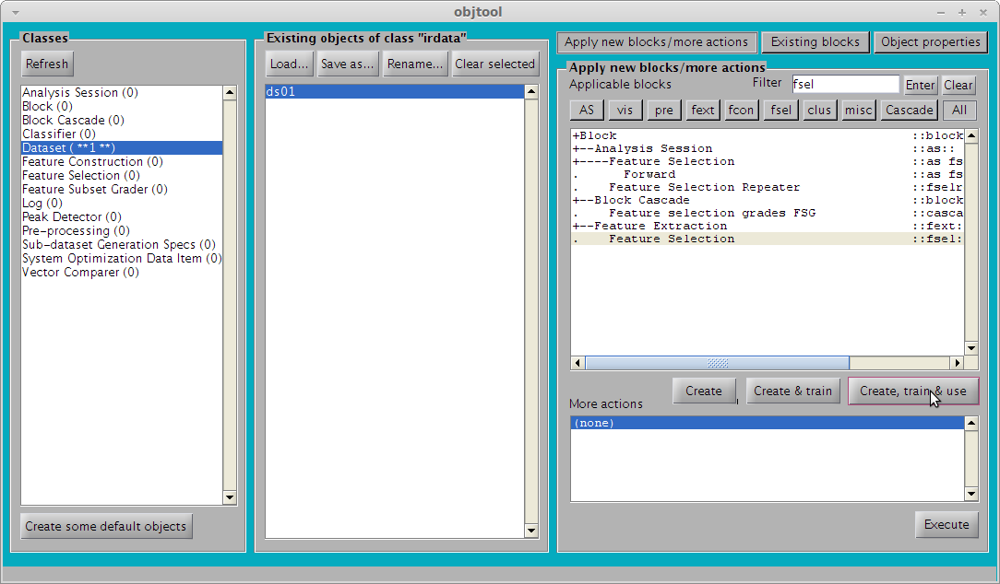 objtool
Classes
Refresh
Analysis Session (0)
Block (0)
Block Cascade (0)
Classifier (0)
Dataset ( **1 **)
Feature Construction (0)
Feature Selection (0)
Feature Subset Grader (0)
Log (0)
Peak Detector (0)
Pre-processing (0)
Sub-dataset Generation Specs (0)
System Optimization Data Item (0)
Vector Comparer (0)
Create some default objects
Existing objects of class "irdata"
Load... Save as... Rename... Clear selected
ds01
Apply new blocks/more actions Existing blocks Object properties
Apply new blocks/more actions
Applicable blocks Filter fsel Enter Clear
AS vis pre fext fcon fsel clus misc Cascade All
+Block ::block
+--Analysis Session ::as::
+----Feature Selection ::as fs
. Forward ::as fs
. Feature Selection Repeater ::fselr
+--Block Cascade ::block
. Feature selection grades FSG ::casca
+--Feature Extraction ::fext:
. Feature Selection ::fsel:
Create Create & train Create, train & use
More actions
(none)
Execute